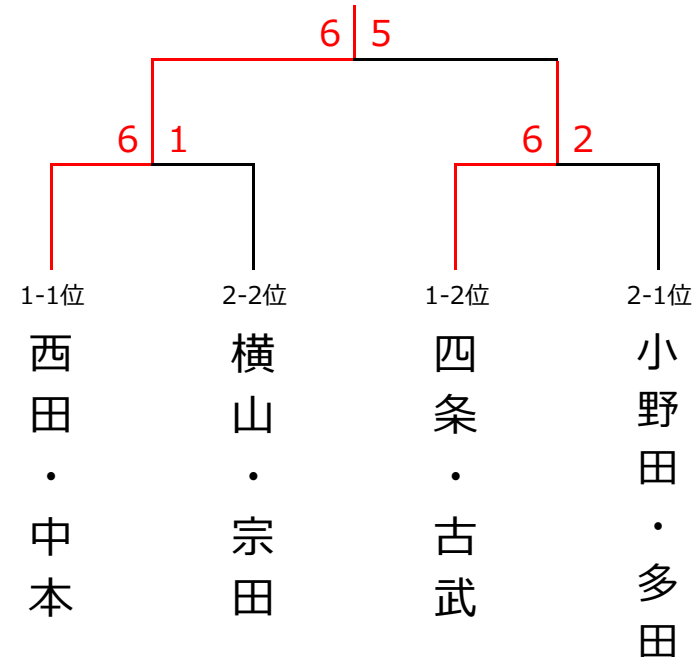 6 5
6 1
6 2
1-1位
2-2位
1-2位
2-1位
西田・中本
横山・宗田
四条・古武
小野田・多田